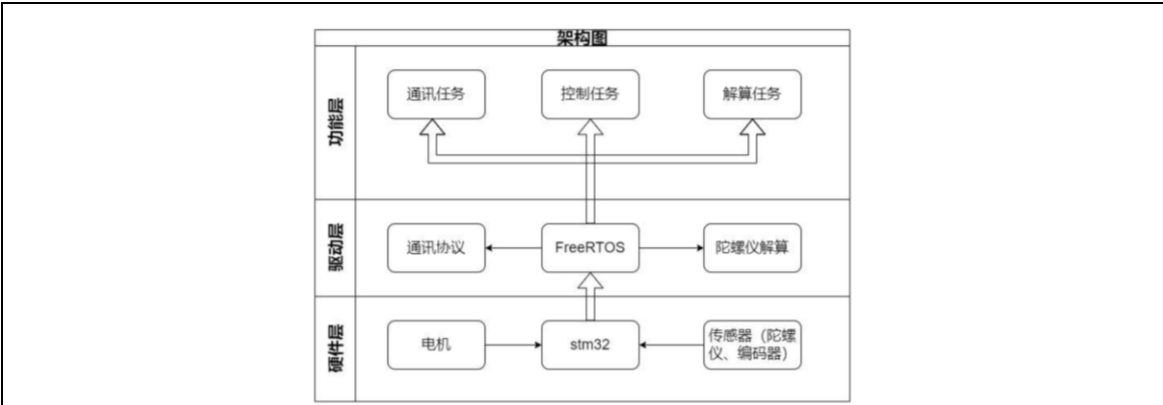 架构图
功能层
通讯任务
控制任务
解算任务
驱动层
通讯协议
FreeRTOS
陀螺仪解算
硬件层
电机
stm32
传感器（陀螺
仪、编码器）